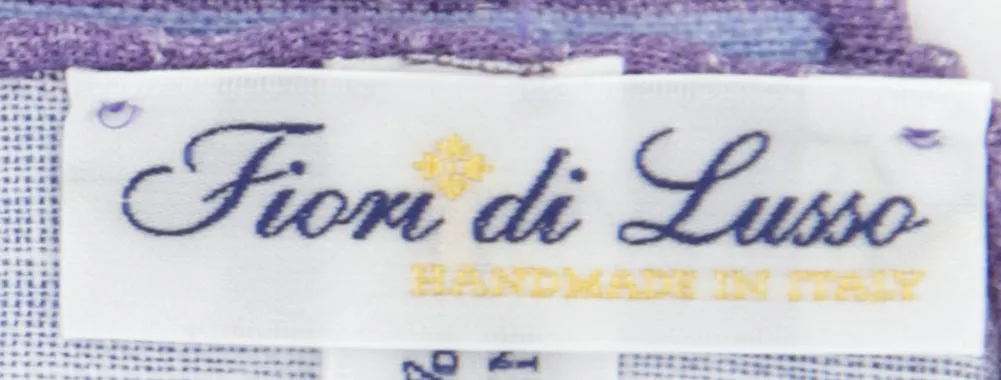 Fiori di Lusso
HANDMADE IN ITALY
%